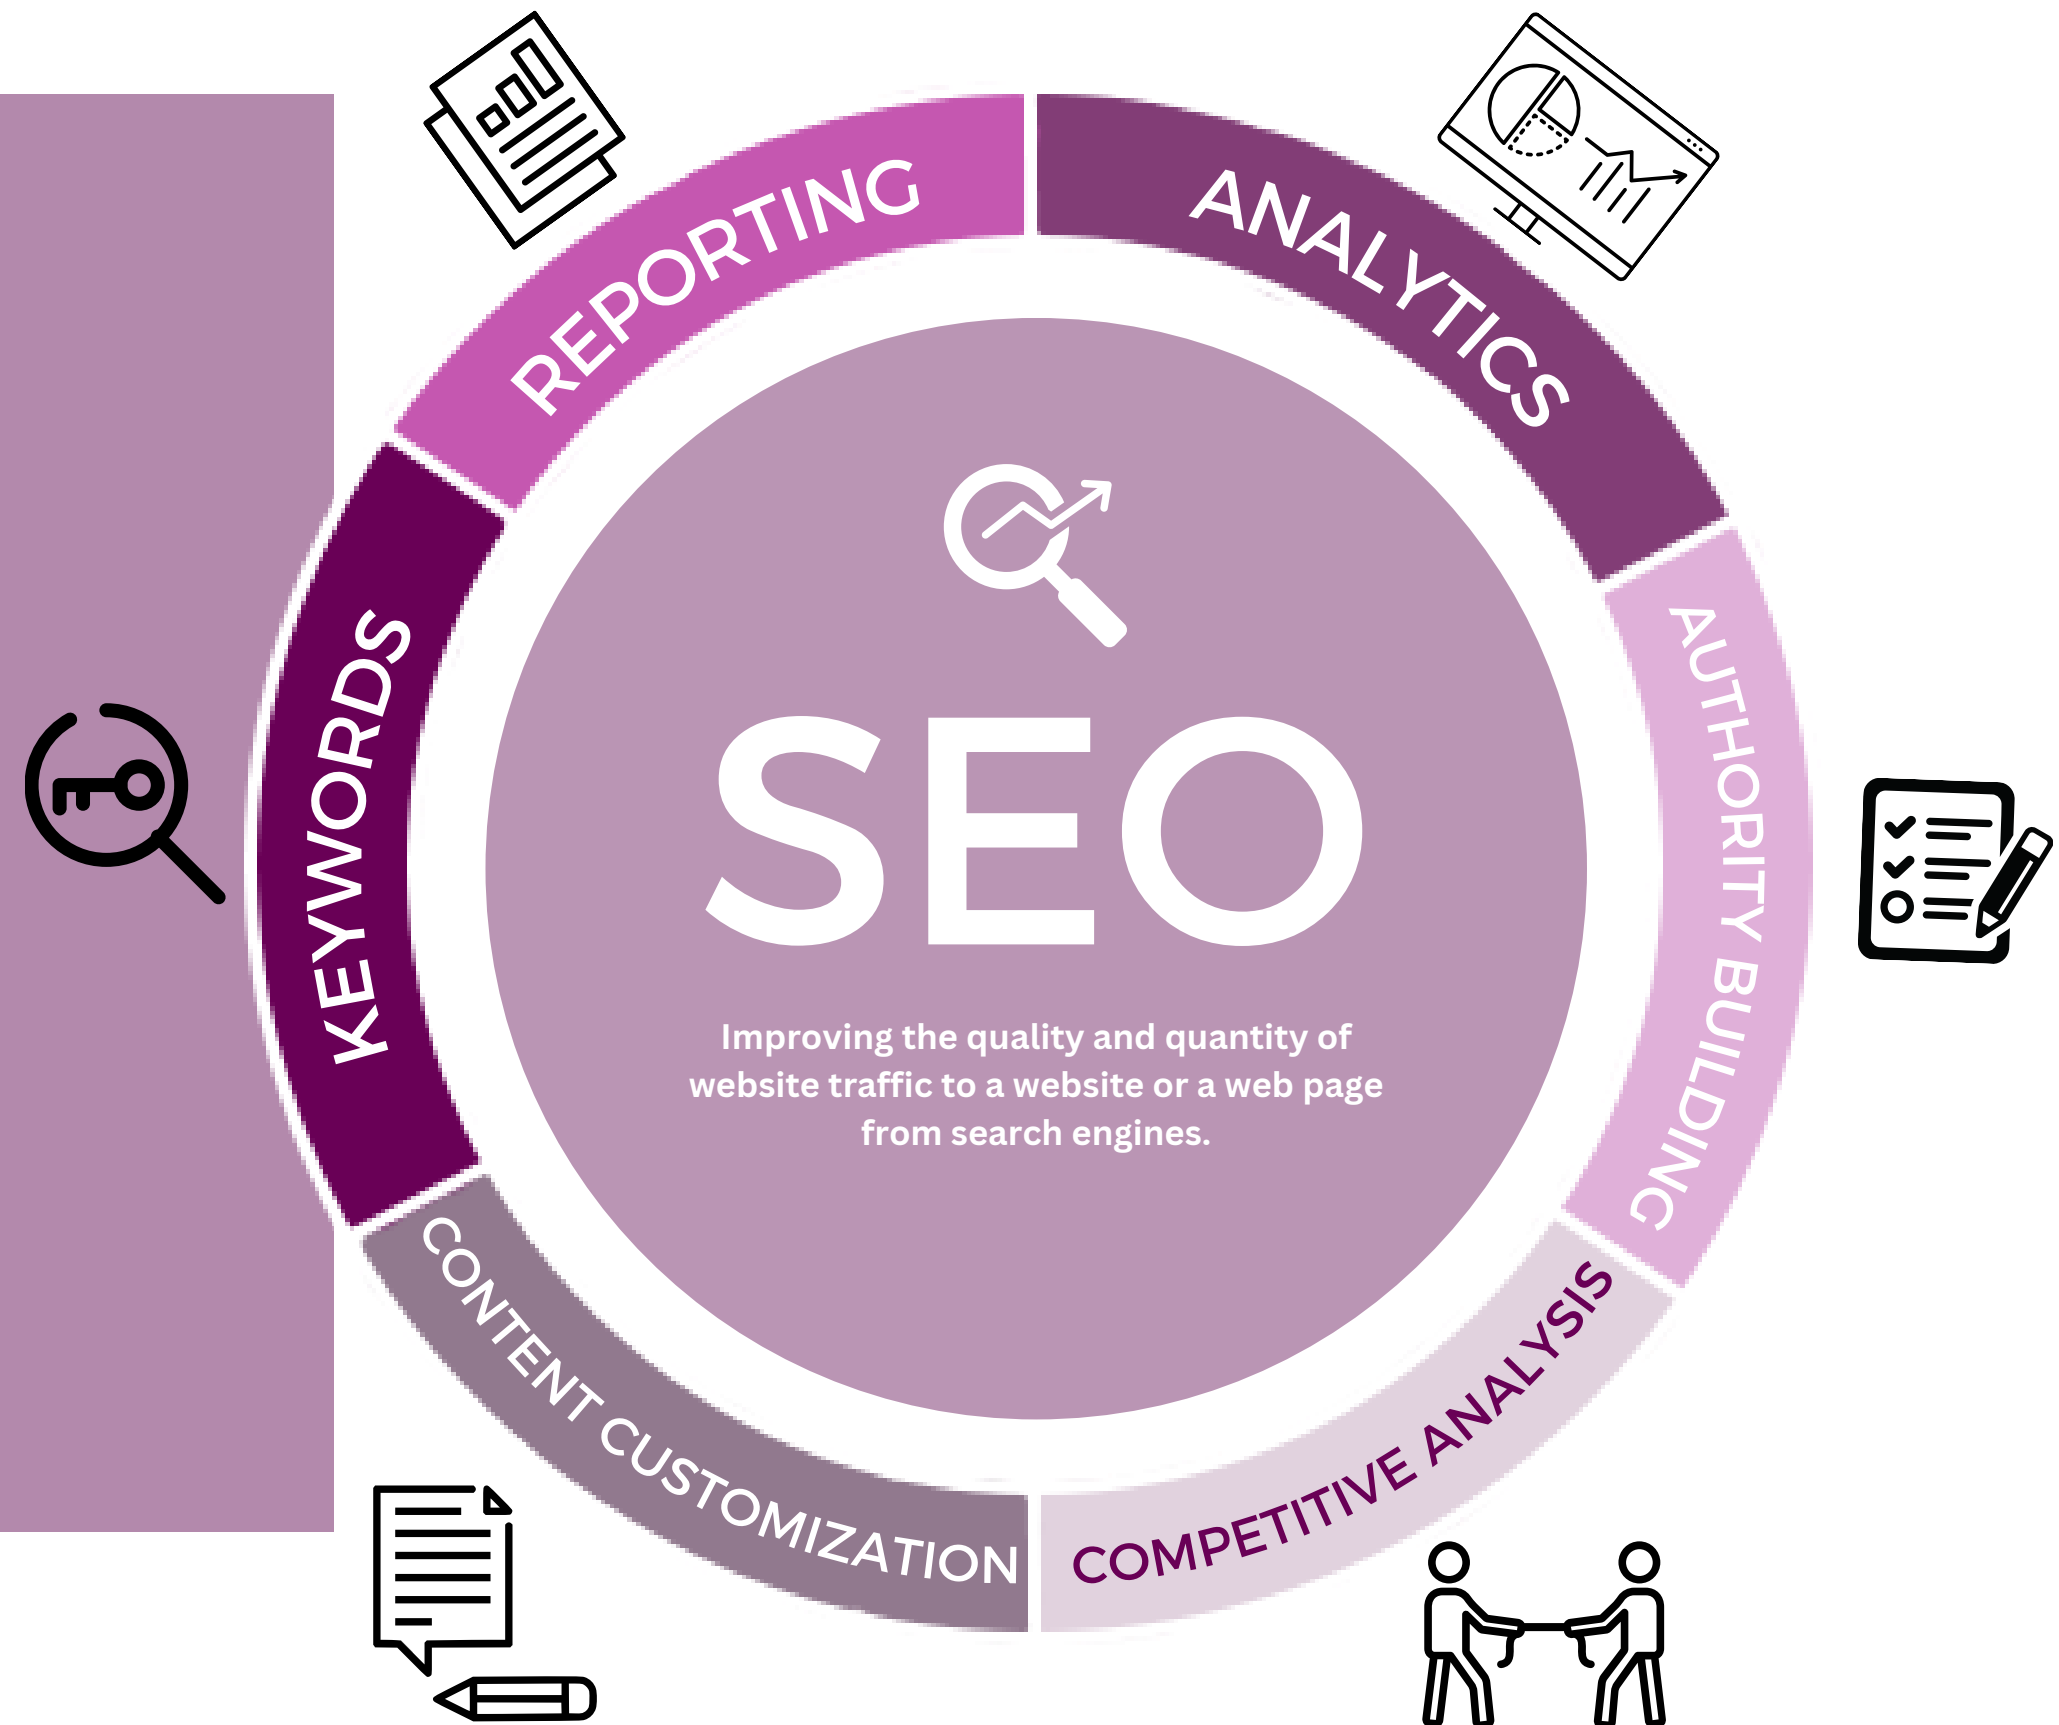 REPORTING
ANALYTICS
KEYWORDS
AUTHORITY BUILDING
SEO
Improving the quality and quantity of
website traffic to a website or a web page
from search engines.
CONTENT CUSTOMIZATION
COMPETITIVE ANALYSIS